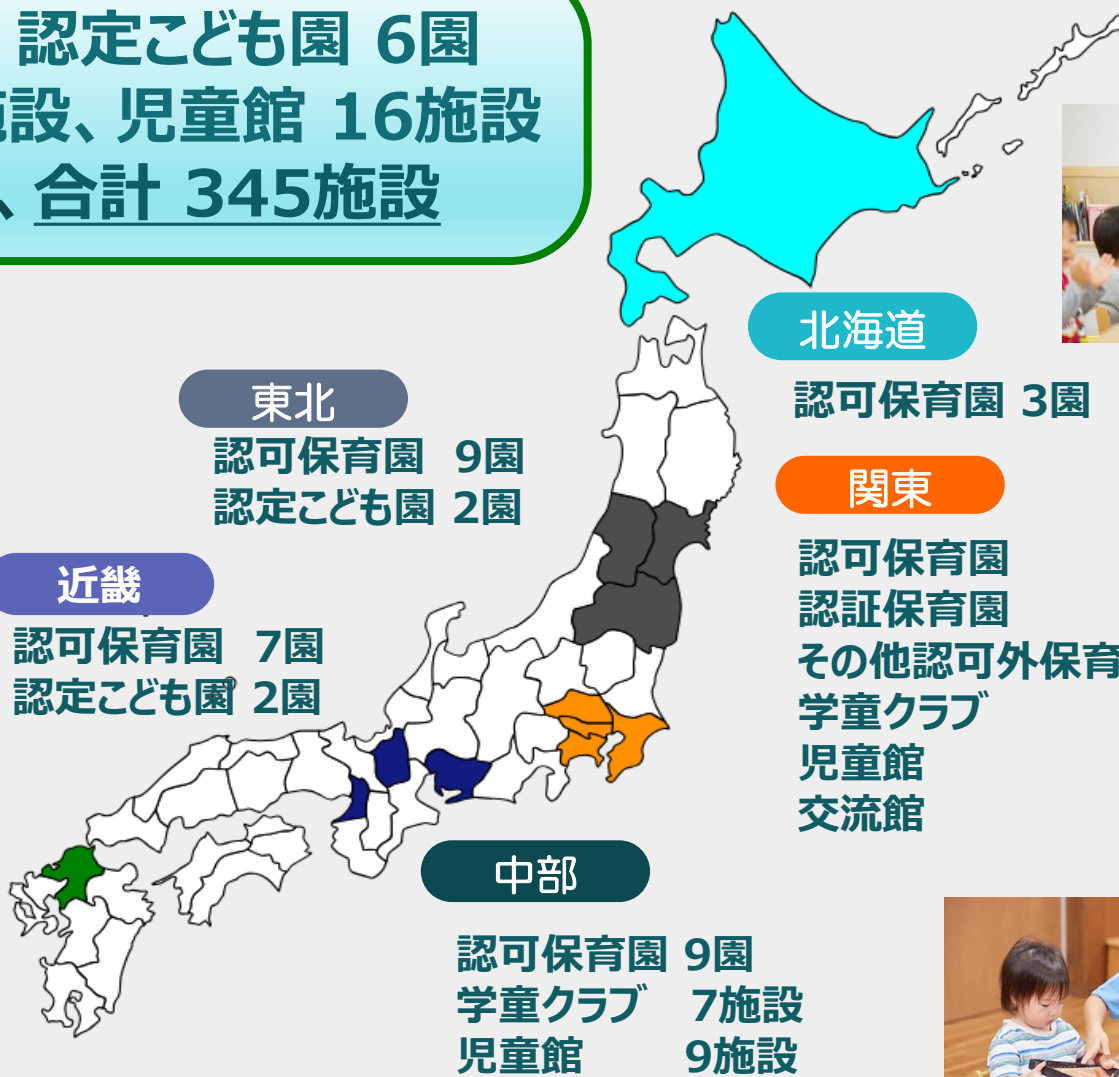 認定こども園 6園
施設、児童館 16施設
、合計 345施設
北海道
認可保育園 3園
東北
認可保育園 9園
認定こども園 2園
関東
認可保育園
認証保育園
その他認可外保育
学童クラブ
児童館
交流館
近畿
認可保育園 7園
認定こども園 2園
中部
認可保育園 9園
学童クラブ 7施設
児童館 9施設